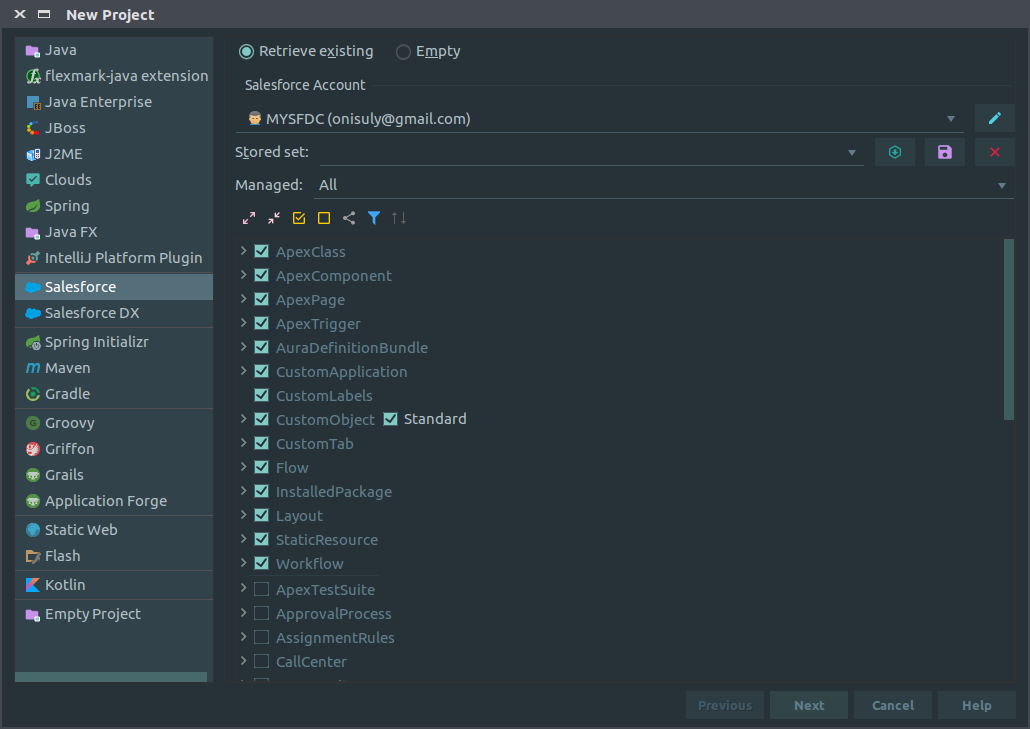 New Project
Java
flexmark-java extension
Java Enterprise
JBoss
J2ME
Clouds
Spring
Java FX
IntelliJ Platform Plugin
Salesforce
Salesforce DX
Spring Initializr
Maven
Gradle
Groovy
Griffon
Grails
Application Forge
Static Web
Flash
Kotlin
Empty Project
Retrieve existing Empty
Salesforce Account
MYSFDC (onisuly@gmail.com)
Stored set:
Managed: All
ApexClass
ApexComponent
ApexPage
ApexTrigger
AuraDefinitionBundle
CustomApplication
CustomLabels
CustomObject Standard
CustomTab
Flow
InstalledPackage
Layout
StaticResource
Workflow
ApexTestSuite
ApprovalProcess
AssignmentRules
CallCenter
Previous Next Cancel Help